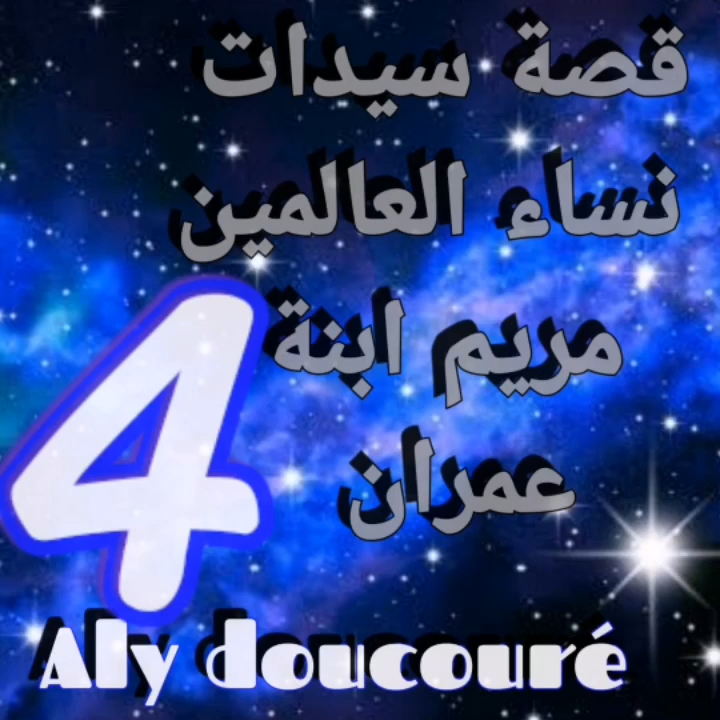 قصة سيدات
نساء العالمين
مريم ابنة
عمران
4
Aly doucouré